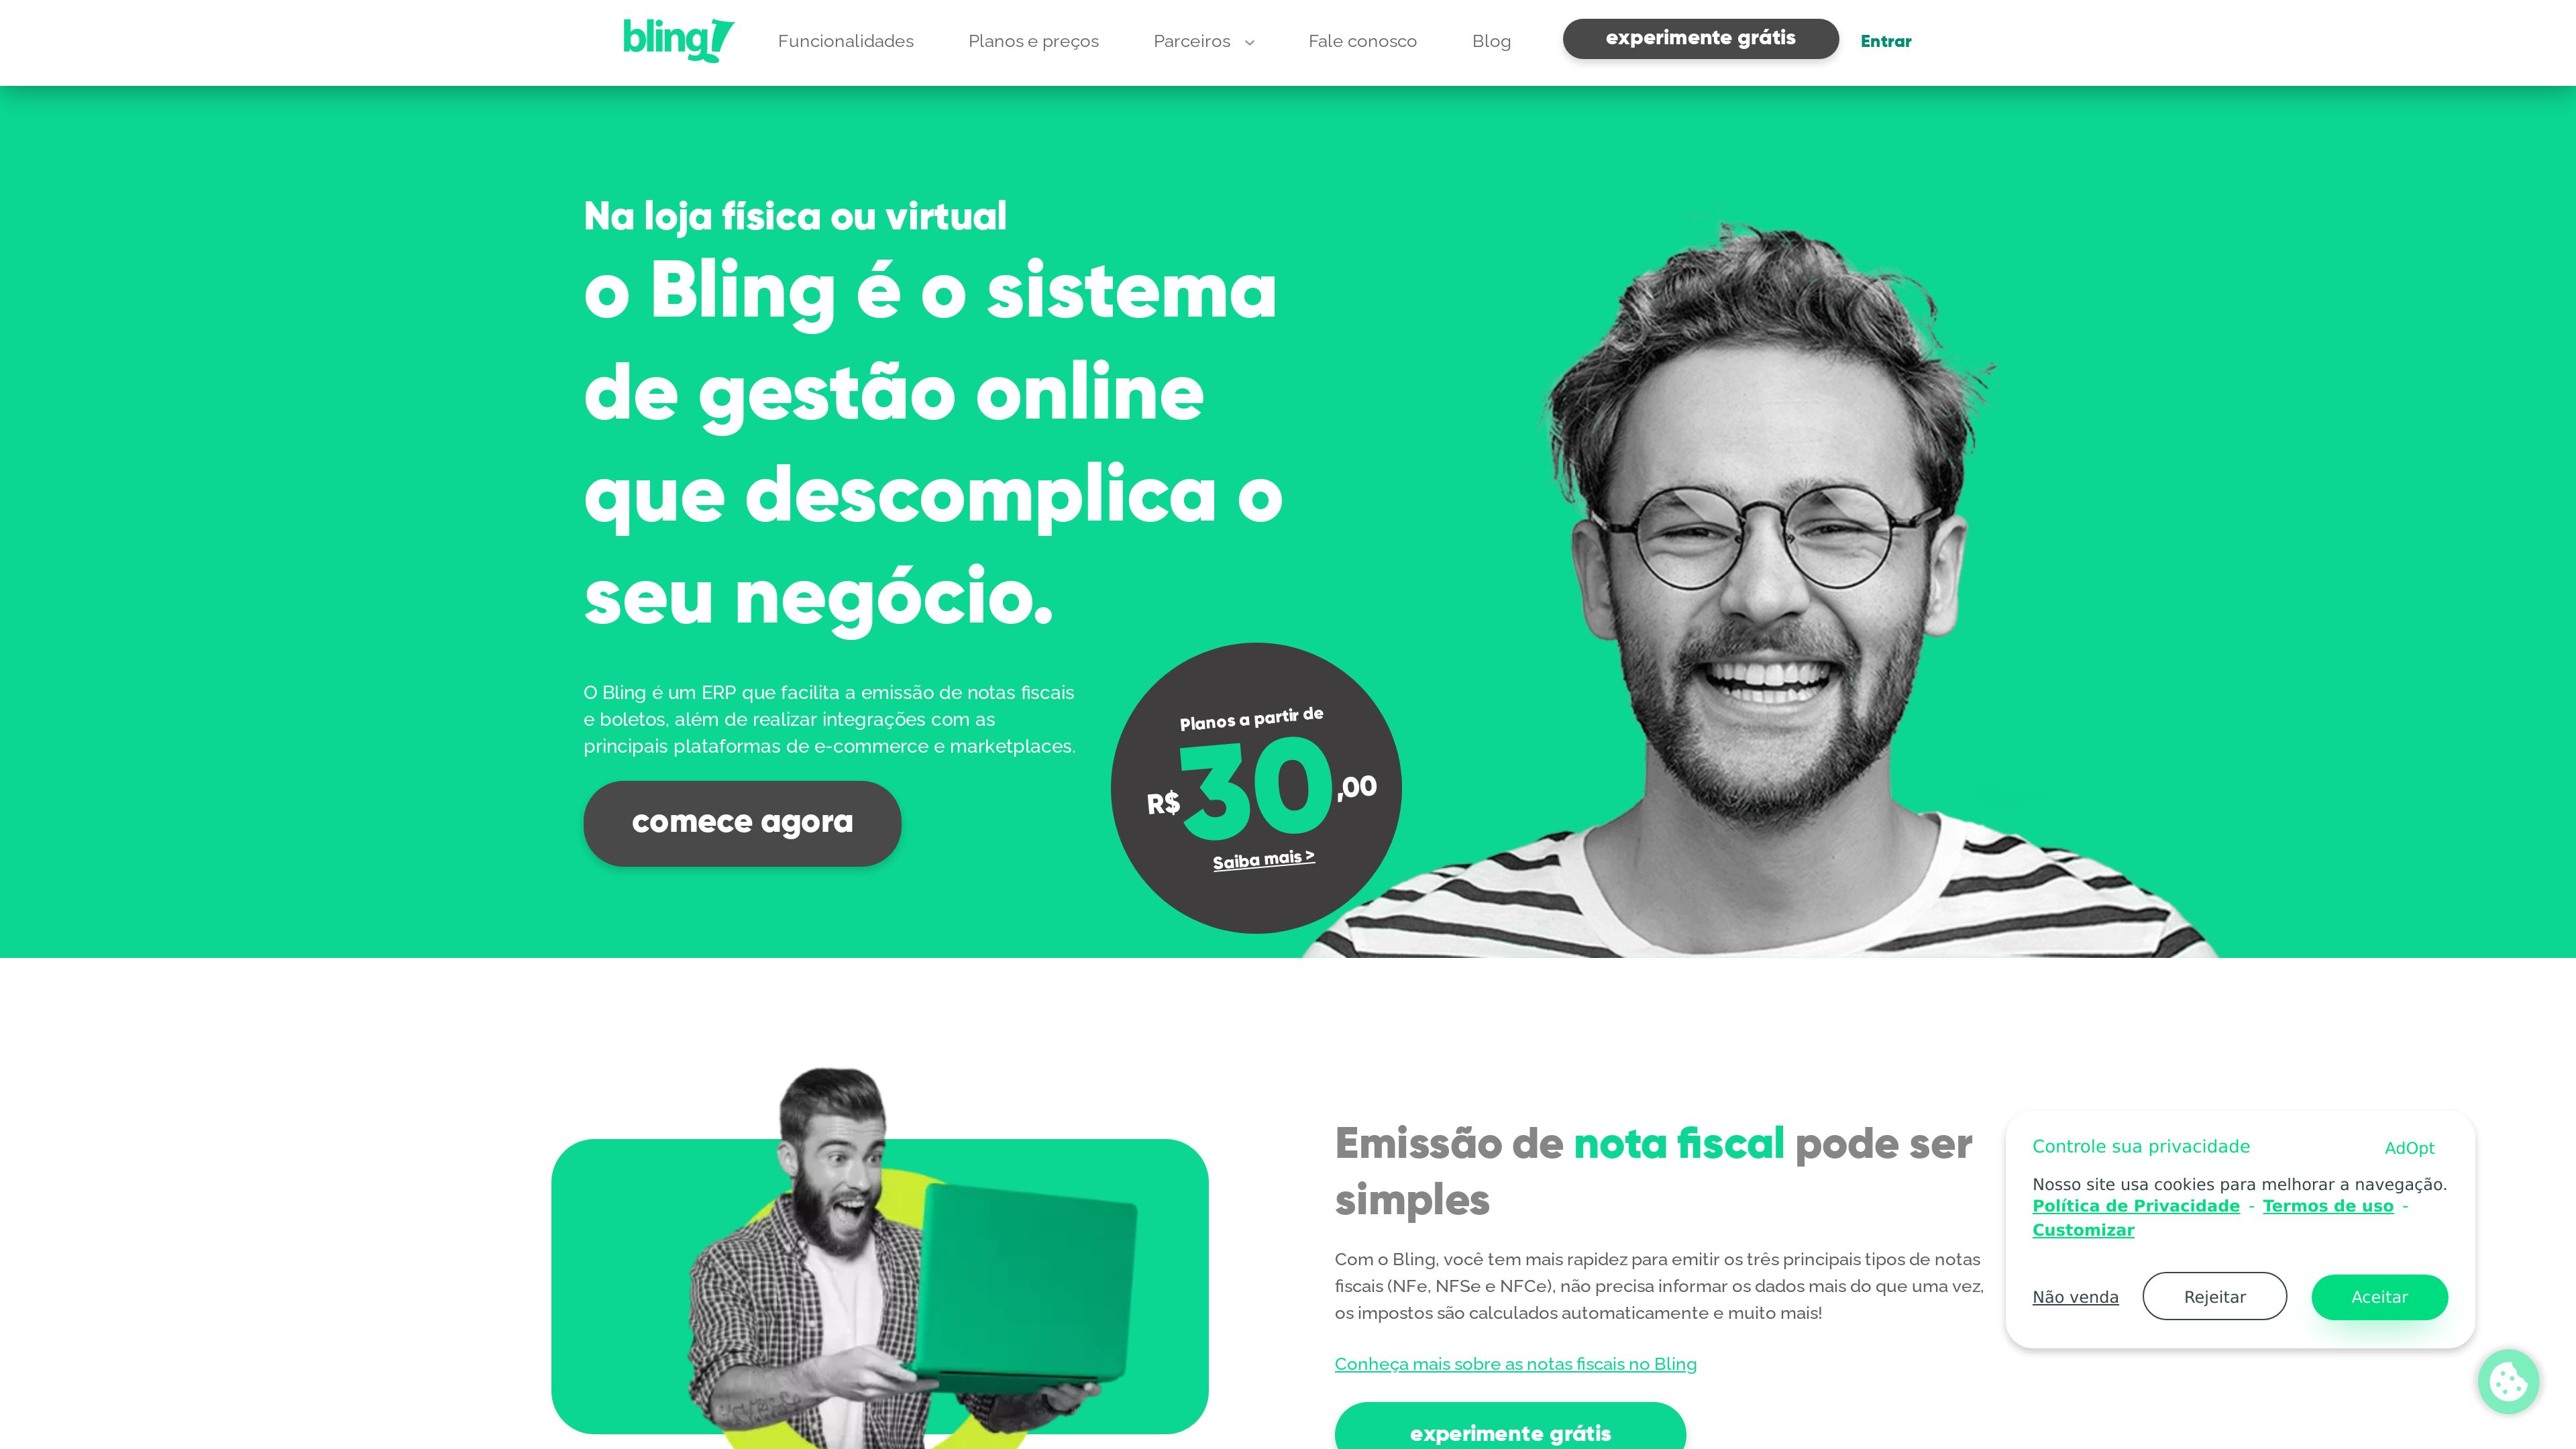 bling!
Funcionalidades
Planos e preços
Parceiros
Fale conosco
Blog
experimente grátis
Entrar
Na loja física ou virtual
o Bling é o sistema
de gestão online
que descomplica o
seu negócio.
O Bling é um ERP que facilita a emissão de notas fiscais
e boletos, além de realizar integrações com as
principais plataformas de e-commerce e marketplaces.
comece agora
Planos a partir de
R$ 30,00
Saiba mais >
Emissão de nota fiscal pode ser
simples
Com o Bling, você tem mais rapidez para emitir os três principais tipos de notas
fiscais (NFe, NFSe e NFCe), não precisa informar os dados mais do que uma vez,
os impostos são calculados automaticamente e muito mais!
Conheça mais sobre as notas fiscais no Bling
experimente grátis
Controle sua privacidade
AdOpt
Nosso site usa cookies para melhorar a navegação.
Política de Privacidade - Termos de uso -
Customizar
Não venda
Rejeitar
Aceitar